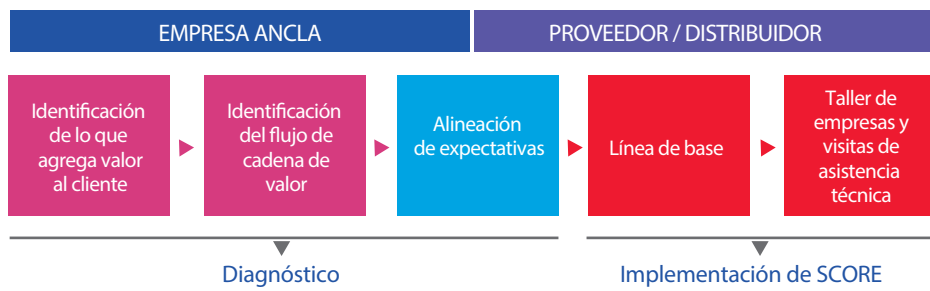 EMPRESA ANCLA
PROVEEDOR / DISTRIBUIDOR
Identificación
de lo que
agrega valor
al cliente
Identificación
del flujo de
cadena de
valor
Alineación
de expectativas
Línea de base
Taller de
empresas y
visitas de
asistencia
técnica
Diagnóstico
Implementación de SCORE